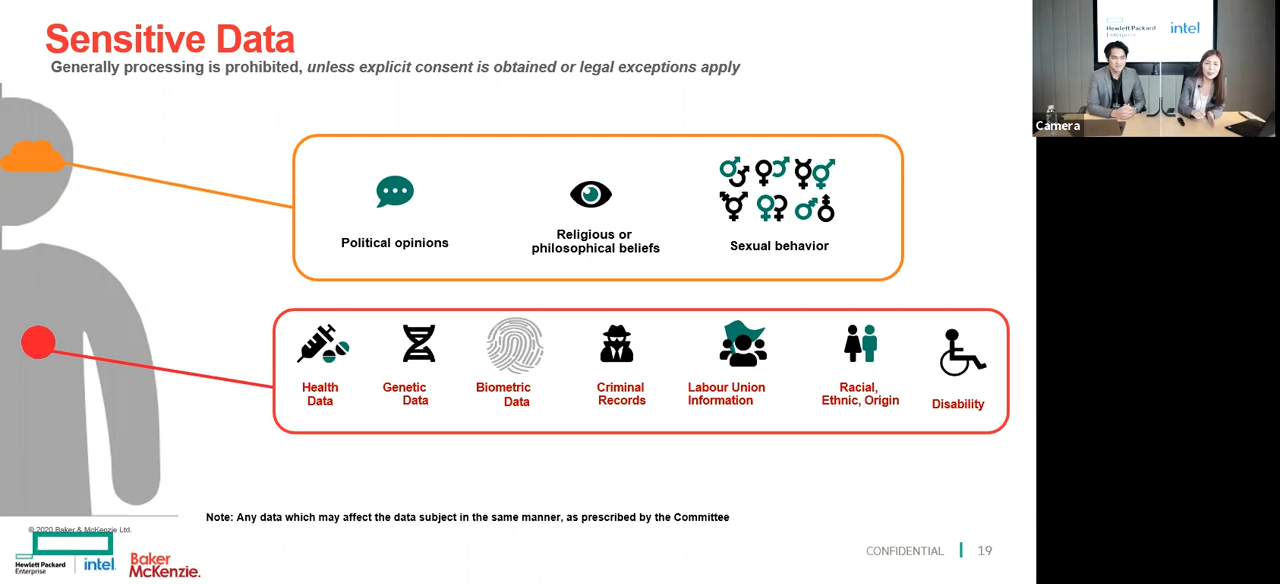 Sensitive Data
Generally processing is prohibited, unless explicit consent is obtained or legal exceptions apply
Hewlett Packard
Enterprise
intel
Camera
Political opinions
Religious or
philosophical beliefs
Sexual behavior
Health
Data
Genetic
Data
Biometric
Data
Criminal
Records
Labour Union
Information
Racial,
Ethnic, Origin
Disability
Note: Any data which may affect the data subject in the same manner, as prescribed by the Committee
© 2020 Baker & McKenzie Ltd.
Hewlett Packard
Enterprise
intel.
Baker
McKenzie.
CONFIDENTIAL
19